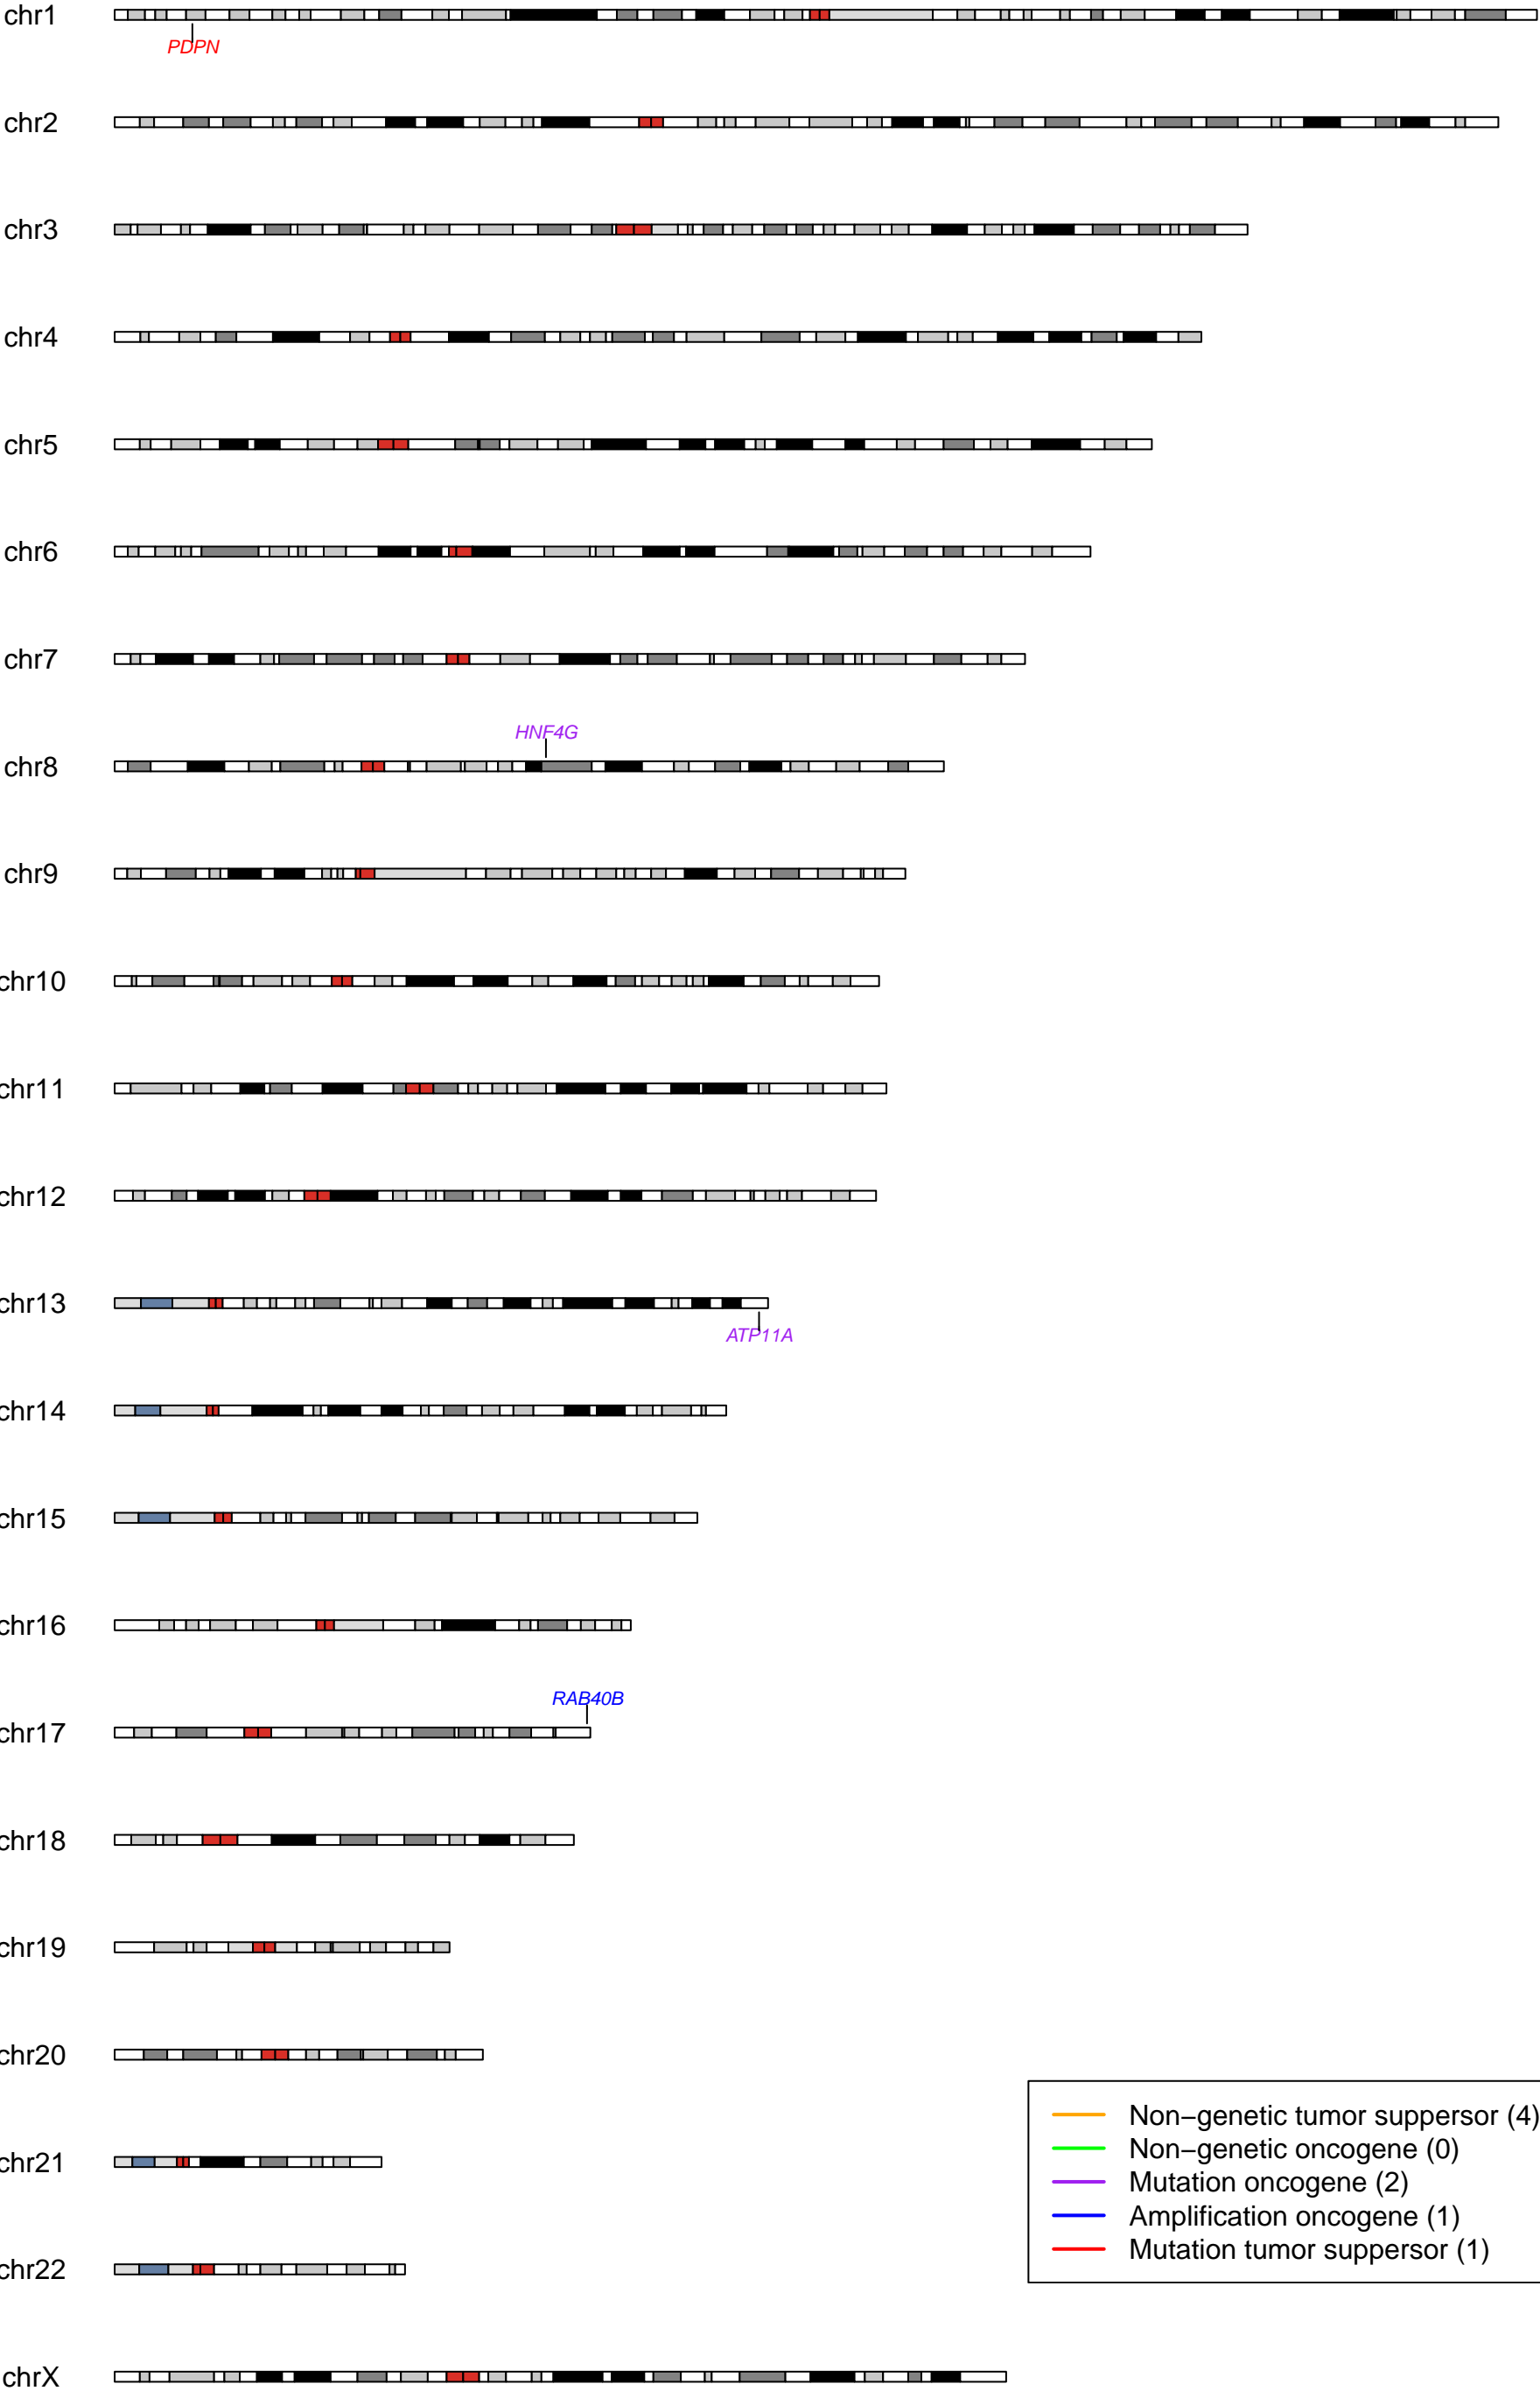 chr1
PDPN
chr2
chr3
chr4
chr5
chr6
chr7
HNF4G
chr8
chr9
chr10
chr11
chr12
chr13
ATP11A
chr14
chr15
chr16
RAB40B
chr17
chr18
chr19
chr20
Non−genetic tumor suppersor (4)
Non−genetic oncogene (0)
chr21
Mutation oncogene (2)
Amplification oncogene (1)
Mutation tumor suppersor (1)
chr22
chrX